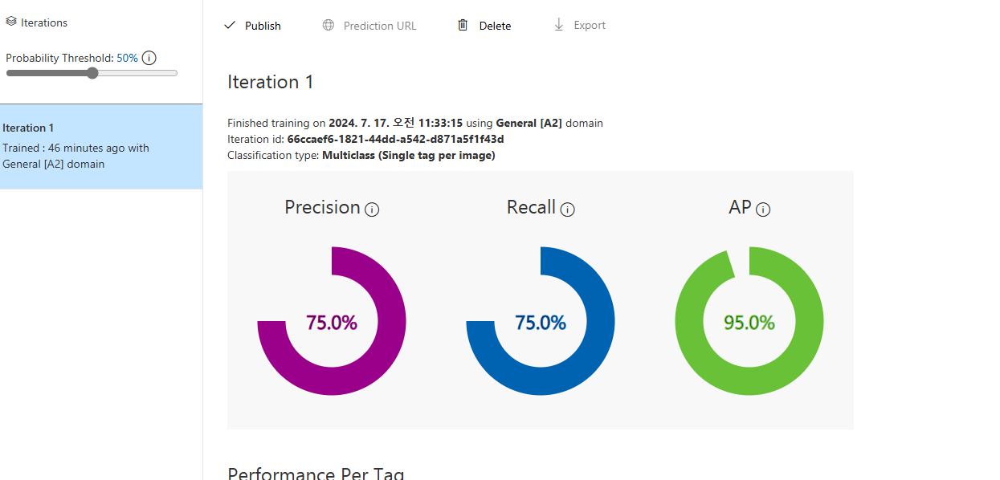 Iterations
Publish
Prediction URL
Delete
Export
Probability Threshold: 50%
Iteration 1
Trained : 46 minutes ago with
General [A2] domain
Iteration 1
Finished training on 2024. 7. 17. 오전 11:33:15 using General [A2] domain
Iteration id: 66ccaef6-1821-44dd-a542-d871a5f1f43d
Classification type: Multiclass (Single tag per image)
Precision
Recall
AP
75.0%
75.0%
95.0%
Performance Per Tag